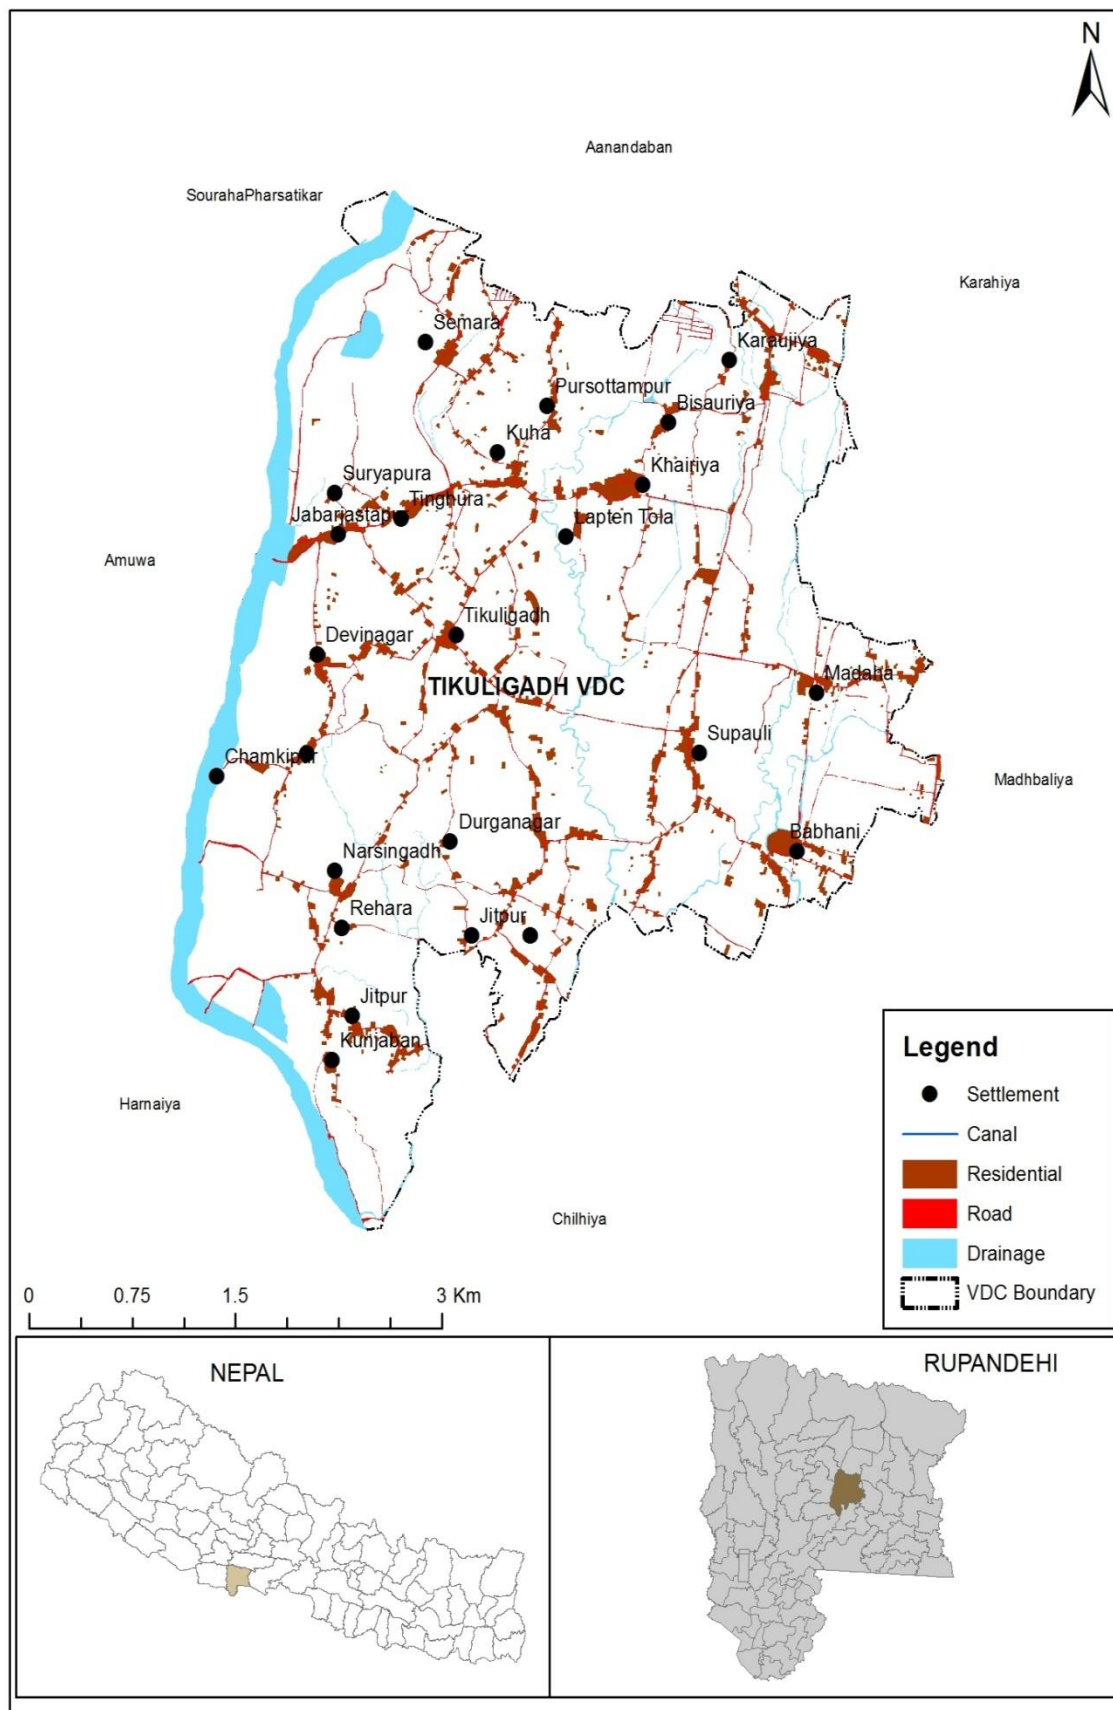 N
Aanandaban
SourahaPharsatikar
Karahiya
Semara
Karaujiya
Pursottampur
Bisauriya
Kuha
Khairiya
Suryapura
Tinghura
Jabarjastapur
Lapten Tola
Amuwa
Tikuligadh
Devinagar
Madaha
TIKULIGADH VDC
Supauli
Chamkipur
Madhbaliya
Durganagar
Babhani
Narsingadh
Rehara
Jitpur
Jitpur
Kunjaban
Harnaiya
Chilhiya
Legend
Settlement
Canal
Residential
Road
Drainage
VDC Boundary
0 0.75 1.5 3 Km
NEPAL
RUPANDEHI